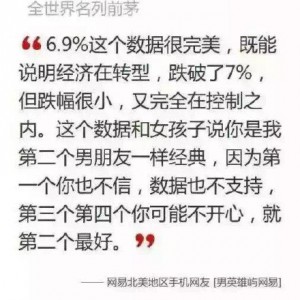 全世界名列前茅
“6.9%这个数据很完美，既能
说明经济在转型，跌破了7%，
但跌幅很小，又完全在控制之
内。这个数据和女孩子说你是我
第二个男朋友一样经典，因为第
一个你也不信，数据也不支持，
第三个第四个你可能不开心，就
第二个最好。”
—— 网易北美地区手机网友 [男英雄屿网易]